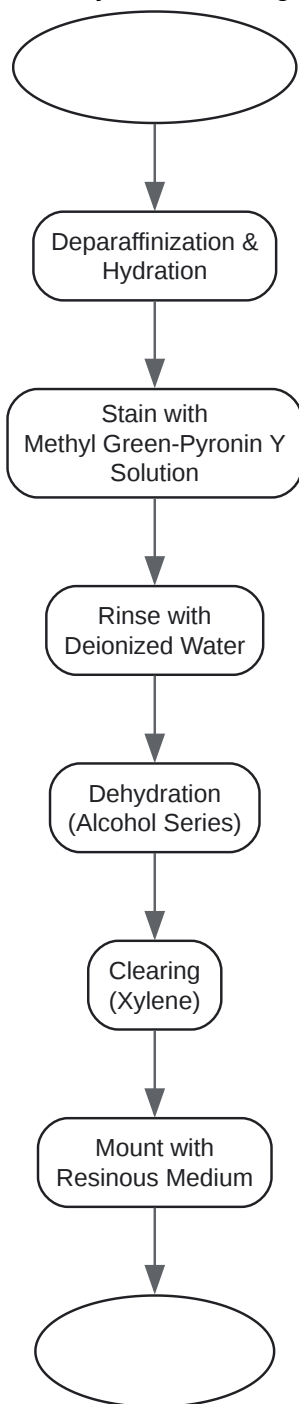 Deparaffinization &
Hydration
Stain with
Methyl Green-Pyronin Y
Solution
Rinse with
Deionized Water
Dehydration
(Alcohol Series)
Clearing
(Xylene)
Mount with
Resinous Medium